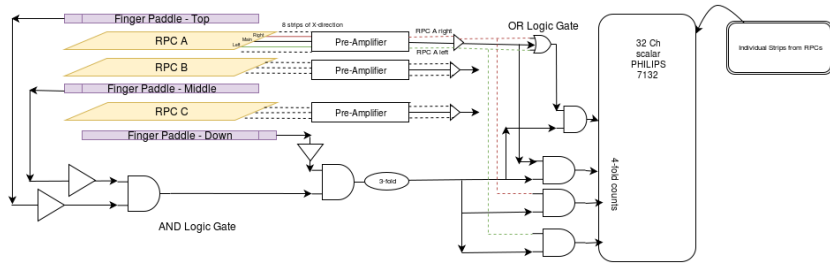 Finger Paddle - Top
8 strips of X-direction
OR Logic Gate
RPC A
Right
Main
Left
Pre-Amplifier
RPC A right
RPC A left
32 Ch
scalar
PHILIPS
7132
Individual Strips from RPCs
RPC B
Pre-Amplifier
Finger Paddle - Middle
RPC C
Pre-Amplifier
Finger Paddle - Down
3-fold
4-fold counts
AND Logic Gate